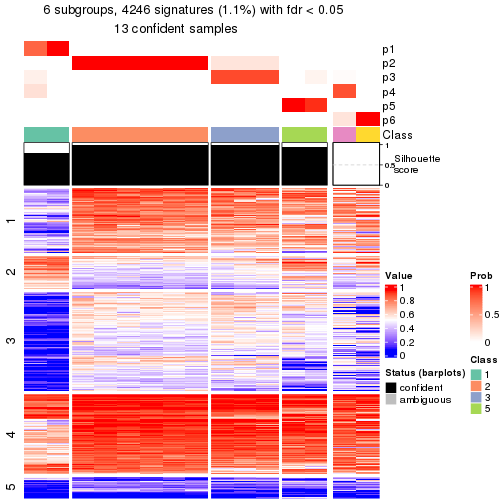 6 subgroups, 4246 signatures (1.1%) with fdr < 0.05
13 confident samples
p1
p2
p3
p4
p5
p6
Class
1
0.5
0
Silhouette
score
1
2
3
4
5
Value
1
0.8
0.6
0.4
0.2
0
Prob
1
0.5
0
Status (barplots)
confident
ambiguous
Class
1
2
3
5